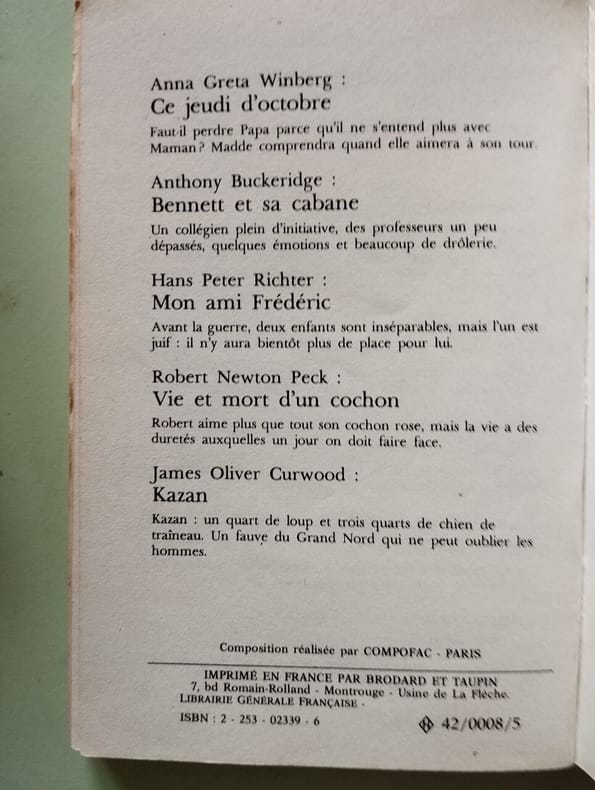 Anna Greta Winberg :
Ce jeudi d'octobre
Faut-il perdre Papa parce qu'il ne s'entend plus avec
Maman ? Madde comprendra quand elle aimera à son tour.
Anthony Buckeridge :
Bennett et sa cabane
Un collégien plein d'initiative, des professeurs un peu
dépassés, quelques émotions et beaucoup de drôlerie.
Hans Peter Richter :
Mon ami Frédéric
Avant la guerre, deux enfants sont inséparables, mais l'un est
juif : il n'y aura bientôt plus de place pour lui.
Robert Newton Peck :
Vie et mort d'un cochon
Robert aime plus que tout son cochon rose, mais la vie a des
duretés auxquelles un jour on doit faire face.
James Oliver Curwood :
Kazan
Kazan : un quart de loup et trois quarts de chien de
traîneau. Un fauve du Grand Nord qui ne peut oublier les
hommes.
Composition réalisée par COMPOFAC - PARIS
IMPRIMÉ EN FRANCE PAR BRODARD ET TAUPIN
7, bd Romain-Rolland - Montrouge - Usine de La Flèche.
LIBRAIRIE GÉNÉRALE FRANÇAISE -
ISBN : 2 - 253 - 02339 - 6
42/0008/5